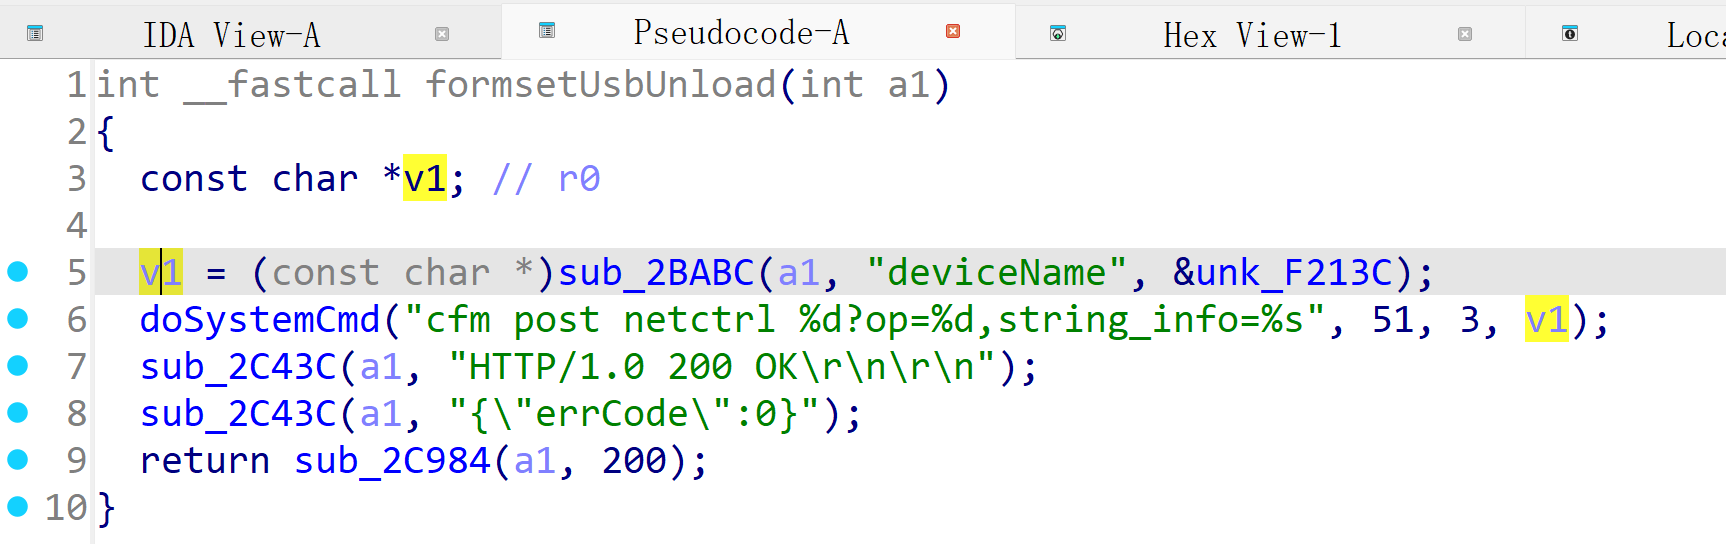 IDA View-A Pseudocode-A Hex View-1
1 int __fastcall formsetUsbUnload(int a1)
2 {
3   const char *v1; // r0
4
5   v1 = (const char *)sub_2BABC(a1, "deviceName", &unk_F213C);
6   doSystemCmd("cfm post netctrl %d?op=%d,string_info=%s", 51, 3, v1);
7   sub_2C43C(a1, "HTTP/1.0 200 OK\r\n\r\n");
8   sub_2C43C(a1, "{\"errCode\":0}");
9   return sub_2C984(a1, 200);
10 }